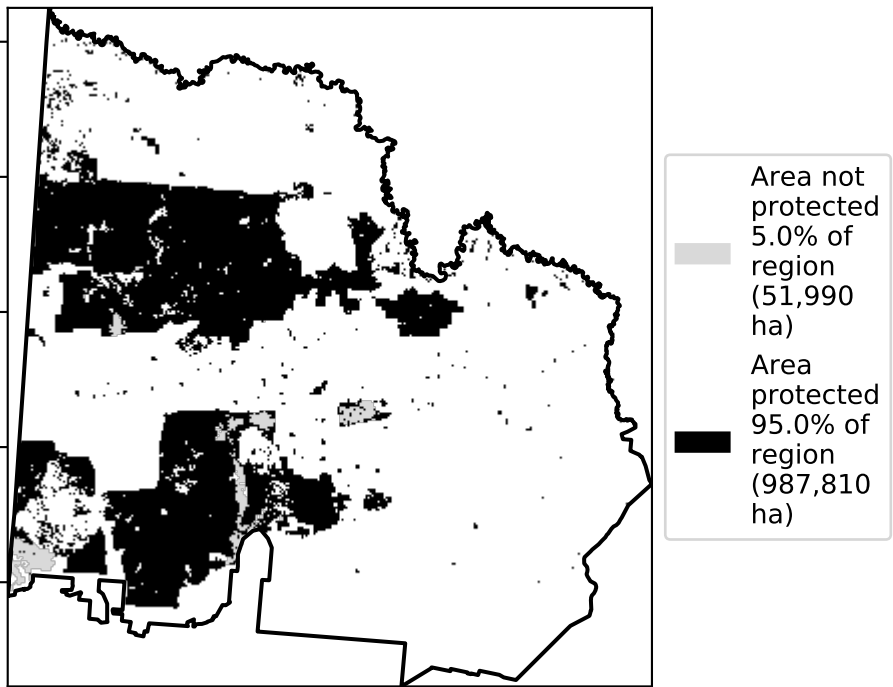 Area not
protected
5.0% of
region
(51,990
ha)
Area
protected
95.0% of
region
(987,810
ha)